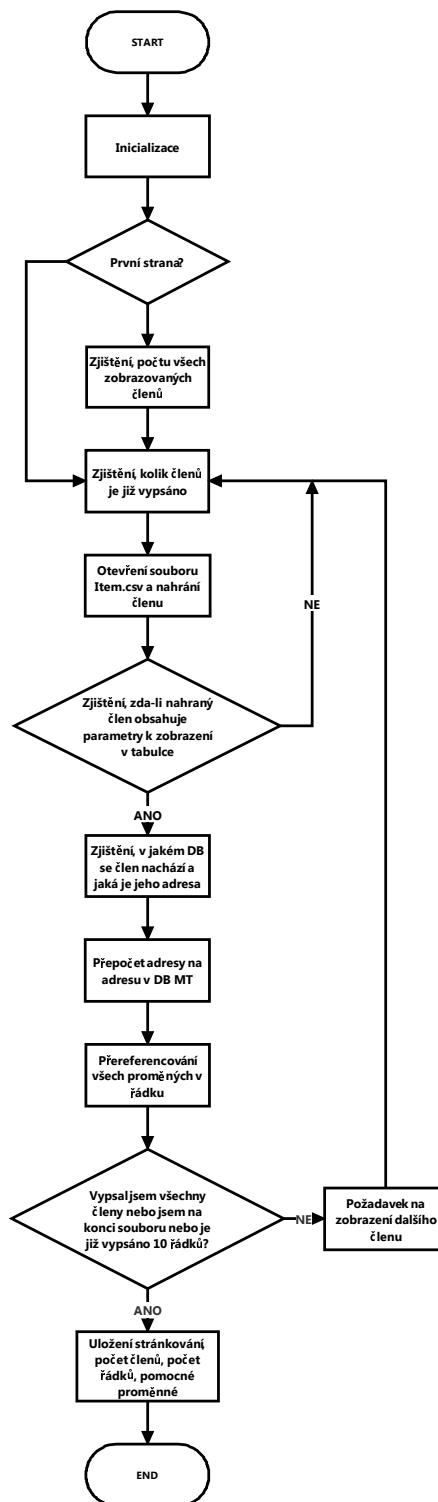 START
Inicializace
První strana?
Zjištění, počtu všech
zobrazovaných
členů
Zjištění, kolik členů
je již vypsáno
Otevření souboru
Item.csv a nahrání
členu
NE
Zjištění, zda-li nahraný
člen obsahuje
parametry k zobrazení
v tabulce
ANO
Zjištění, v jakém DB
se člen nachází a
jaká je jeho adresa
Přepočet adresy na
adresu v DB MT
Přereferencování
všech proměných v
řádku
Vypsal jsem všechny
členy nebo jsem na
konci souboru nebo je
již vypsáno 10 řádků?
NE
Požadavek na
zobrazení dalšího
členu
ANO
Uložení stránkování,
počet členů, počet
řádků, pomocné
proměnné
END